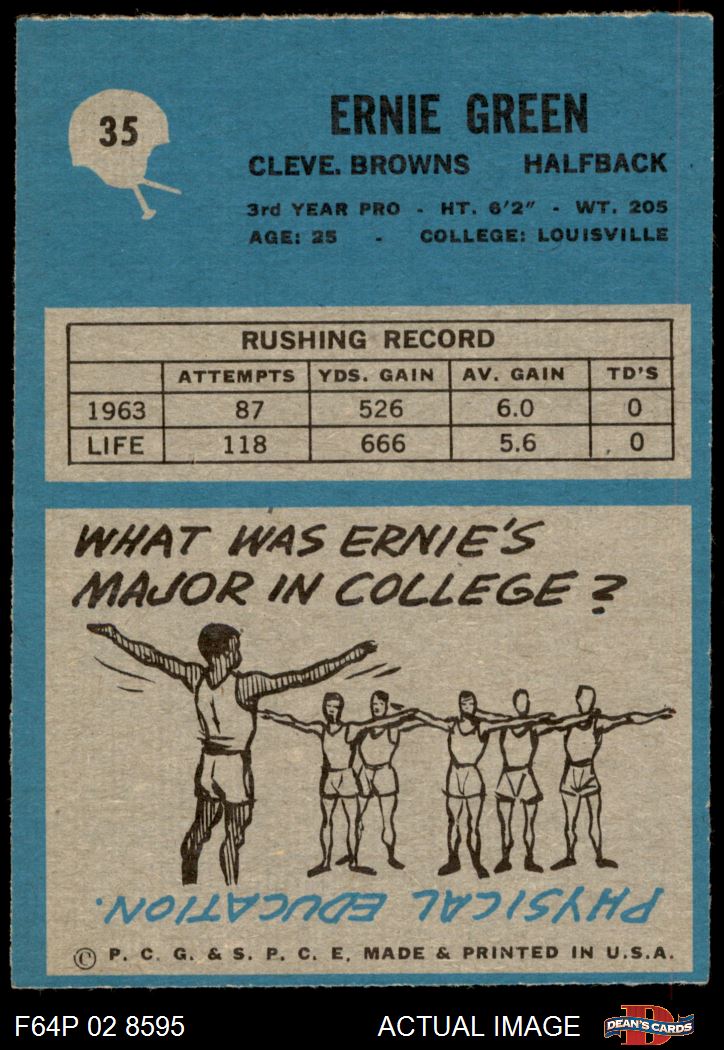 35
ERNIE GREEN
CLEVE. BROWNS HALFBACK
3rd YEAR PRO - HT. 6'2" - WT. 205
AGE: 25 - COLLEGE: LOUISVILLE
RUSHING RECORD
ATTEMPTS YDS. GAIN AV. GAIN TD'S
1963 87 526 6.0 0
LIFE 118 666 5.6 0
WHAT WAS ERNIE'S
MAJOR IN COLLEGE?
PHYSICAL EDUCATION.
© P. C. G. & S. P. C. E, MADE & PRINTED IN U.S.A.
F64P 02 8595 ACTUAL IMAGE D DEAN'S CARDS